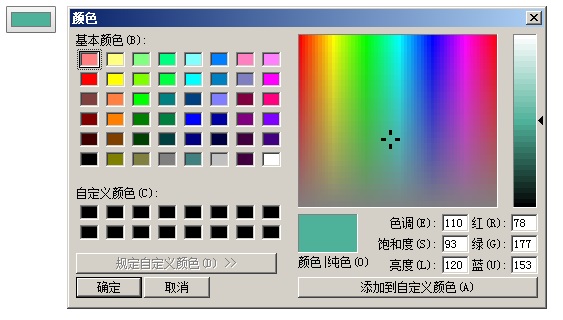 颜色
基本颜色(B):
自定义颜色(C):
规定自定义颜色(D) >>
确定 取消
色调(E): 110 红(R): 78
饱和度(S): 93 绿(G): 177
颜色|纯色(O) 亮度(L): 120 蓝(U): 153
添加到自定义颜色(A)